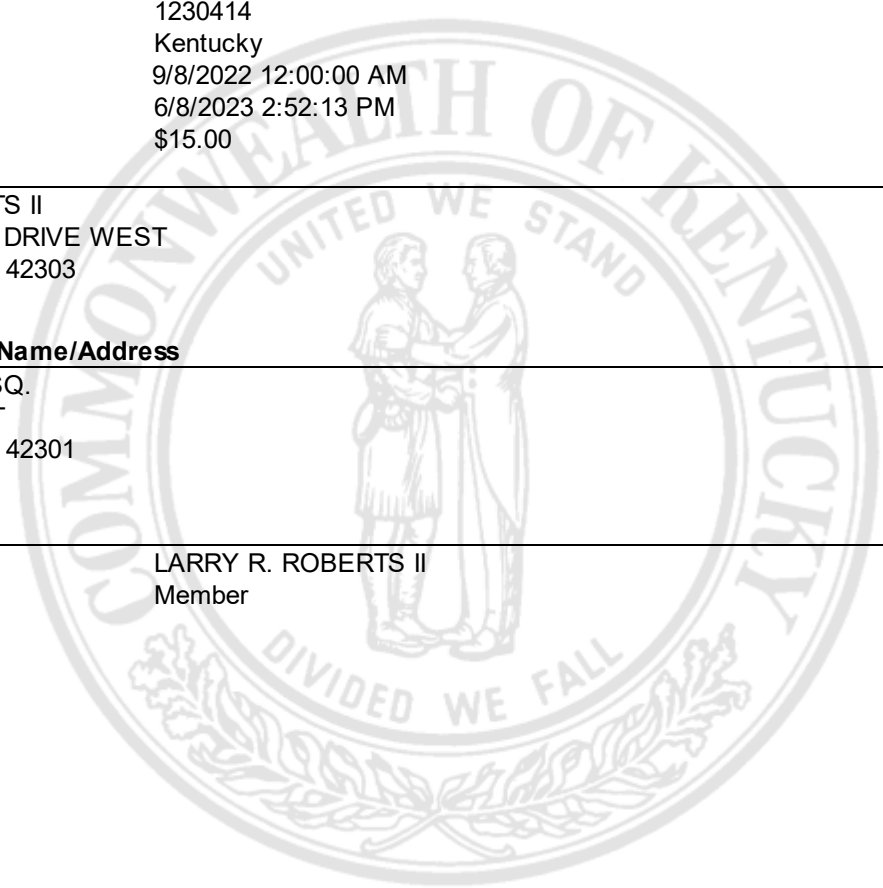 1230414
Kentucky
9/8/2022 12:00:00 AM
6/8/2023 2:52:13 PM
$15.00
TS II
DRIVE WEST
42303
Name/Address
SQ.
T
42301
LARRY R. ROBERTS II
Member
COMMONWEALTH OF KENTUCKY
UNITED WE STAND
DIVIDED WE FALL